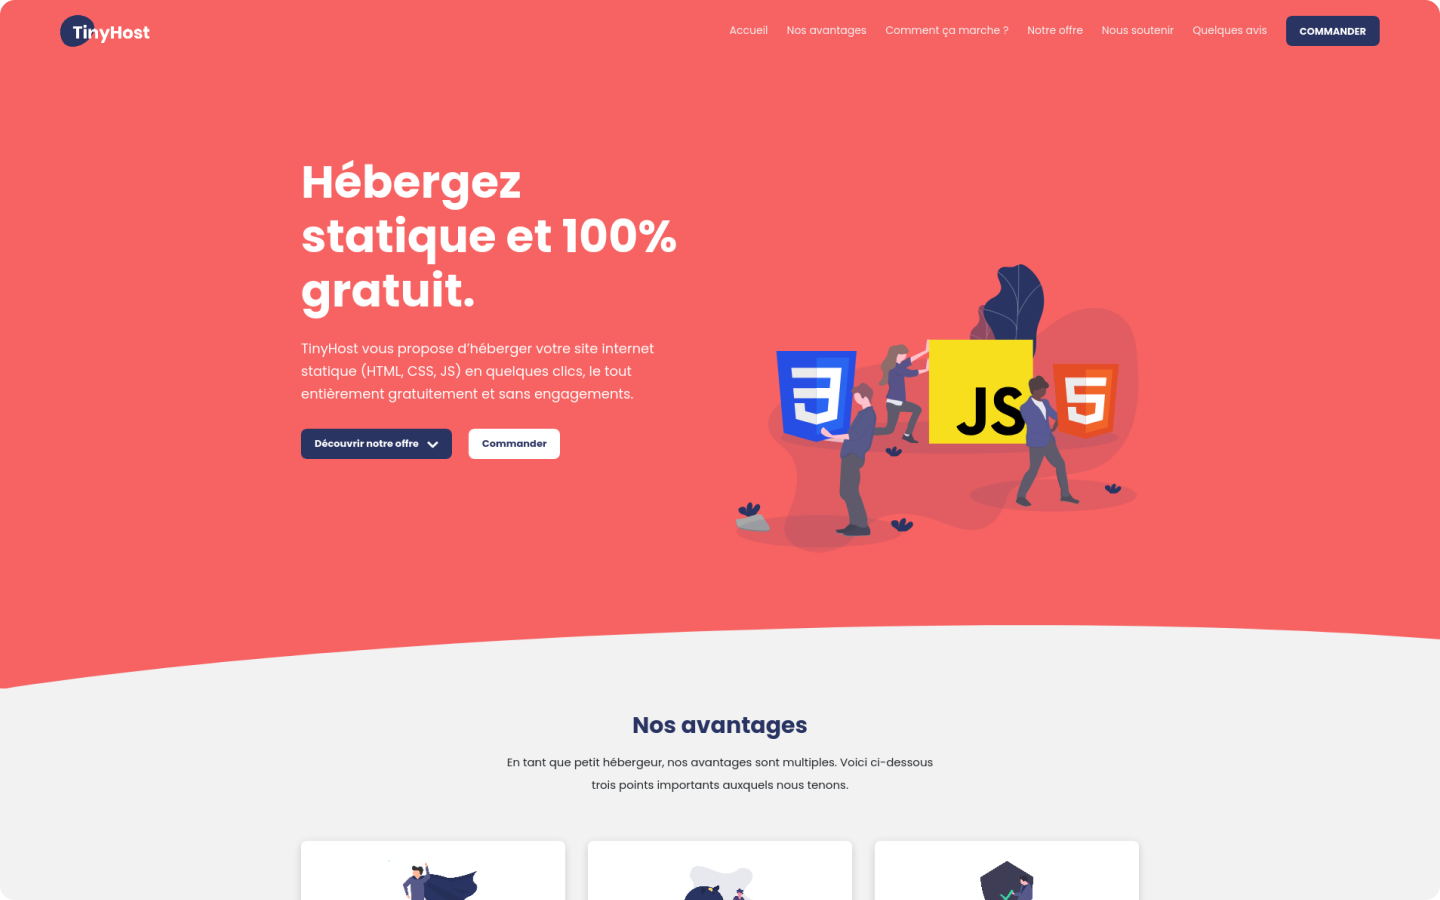 TinyHost
Accueil
Nos avantages
Comment ça marche ?
Notre offre
Nous soutenir
Quelques avis
COMMANDER
Hébergez
statique et 100%
gratuit.
TinyHost vous propose d’héberger votre site internet
statique (HTML, CSS, JS) en quelques clics, le tout
entièrement gratuitement et sans engagements.
Découvrir notre offre
Commander
JS
Nos avantages
En tant que petit hébergeur, nos avantages sont multiples. Voici ci-dessous
trois points importants auxquels nous tenons.